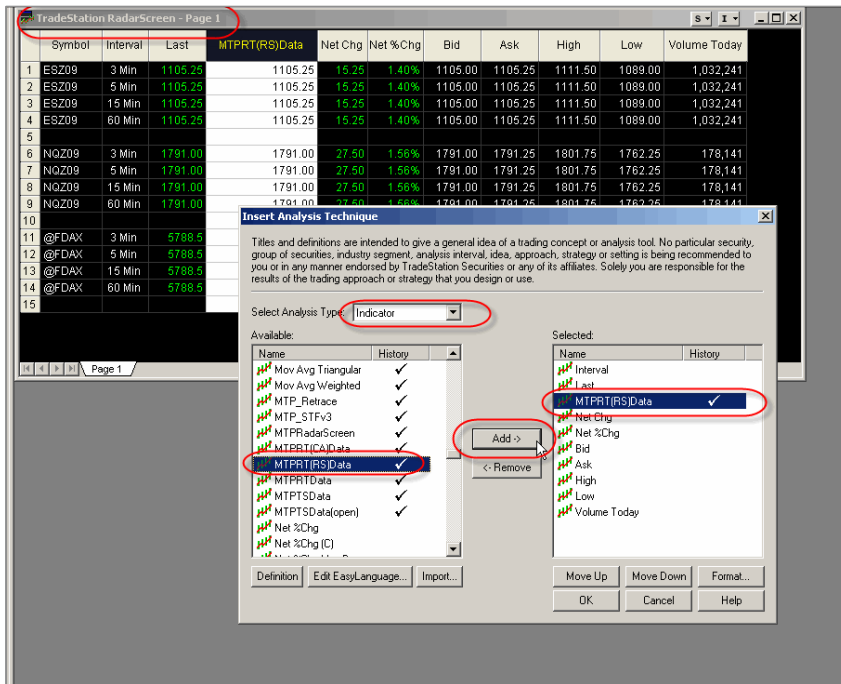 TradeStation RadarScreen - Page 1 S I
Symbol Interval Last MTPRT(RS)Data Net Chg Net %Chg Bid Ask High Low Volume Today
1 ESZ09 3 Min 1105.25 1105.25 15.25 1.40% 1105.00 1105.25 1111.50 1089.00 1,032,241
2 ESZ09 5 Min 1105.25 1105.25 15.25 1.40% 1105.00 1105.25 1111.50 1089.00 1,032,241
3 ESZ09 15 Min 1105.25 1105.25 15.25 1.40% 1105.00 1105.25 1111.50 1089.00 1,032,241
4 ESZ09 60 Min 1105.25 1105.25 15.25 1.40% 1105.00 1105.25 1111.50 1089.00 1,032,241
5
6 NQZ09 3 Min 1791.00 1791.00 27.50 1.56% 1791.00 1791.25 1801.75 1762.25 178,141
7 NQZ09 5 Min 1791.00 1791.00 27.50 1.56% 1791.00 1791.25 1801.75 1762.25 178,141
8 NQZ09 15 Min 1791.00 1791.00 27.50 1.56% 1791.00 1791.25 1801.75 1762.25 178,141
9 NQZ09 60 Min 1791.00 1791.00 27.50 1.56% 1791.00 1791.25 1801.75 1762.25 178,141
10
11 @FDAX 3 Min 5788.5
12 @FDAX 5 Min 5788.5
13 @FDAX 15 Min 5788.5
14 @FDAX 60 Min 5788.5
15
Page 1
Insert Analysis Technique
Titles and definitions are intended to give a general idea of a trading concept or analysis tool. No particular security,
group of securities, industry segment, analysis interval, idea, approach, strategy or setting is being recommended to
you or in any manner endorsed by TradeStation Securities or any of its affiliates. Solely you are responsible for the
results of the trading approach or strategy that you design or use.
Select Analysis Type: Indicator
Available:
Name History
Mov Avg Triangular
Mov Avg Weighted
MTP_Retrace
MTP_STFv3
MTPRadarScreen
MTPRT(CA)Data
MTPRT(RS)Data
MTPRTData
MTPTSData
MTPTSData(open)
Net %Chg
Net %Chg (C)
Add ->
<- Remove
Selected:
Name History
Interval
Last
MTPRT(RS)Data
Net Chg
Net %Chg
Bid
Ask
High
Low
Volume Today
Definition Edit EasyLanguage... Import... Move Up Move Down Format...
OK Cancel Help